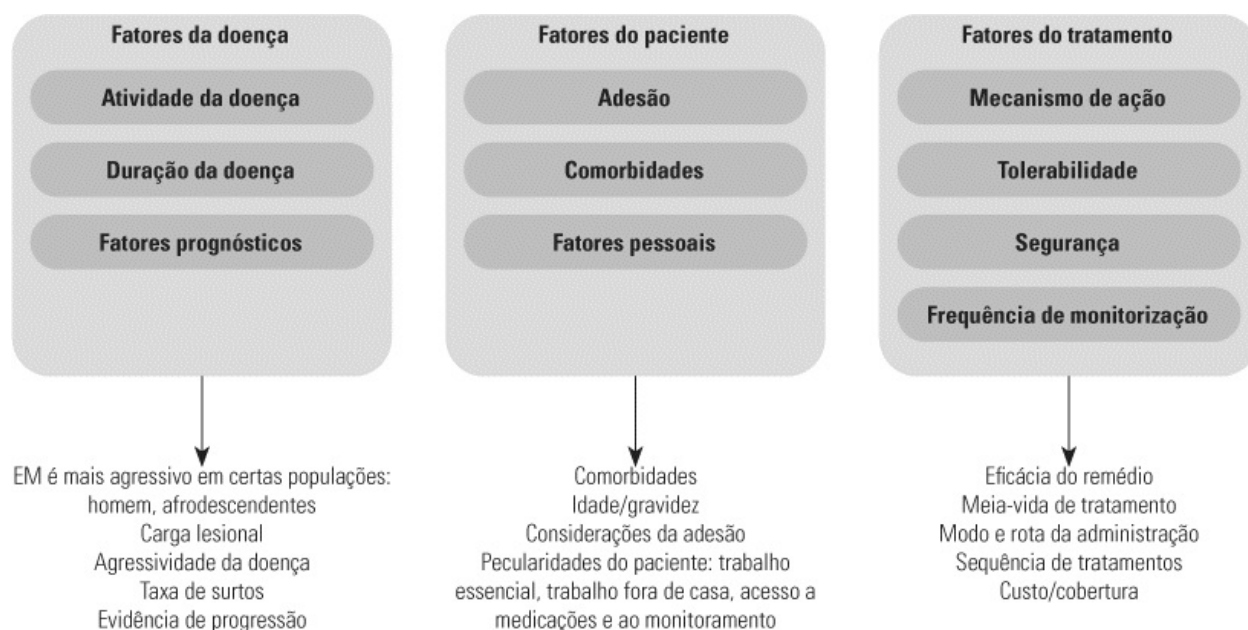 Fatores da doença
Atividade da doença
Duração da doença
Fatores prognósticos
EM é mais agressivo em certas populações:
homem, afrodescendentes
Carga lesional
Agressividade da doença
Taxa de surtos
Evidência de progressão
Fatores do paciente
Adesão
Comorbidades
Fatores pessoais
Comorbidades
Idade/gravidez
Considerações da adesão
Pecularidades do paciente: trabalho
essencial, trabalho fora de casa, acesso a
medicações e ao monitoramento
Fatores do tratamento
Mecanismo de ação
Tolerabilidade
Segurança
Frequência de monitorização
Eficácia do remédio
Meia-vida de tratamento
Modo e rota da administração
Sequência de tratamentos
Custo/cobertura